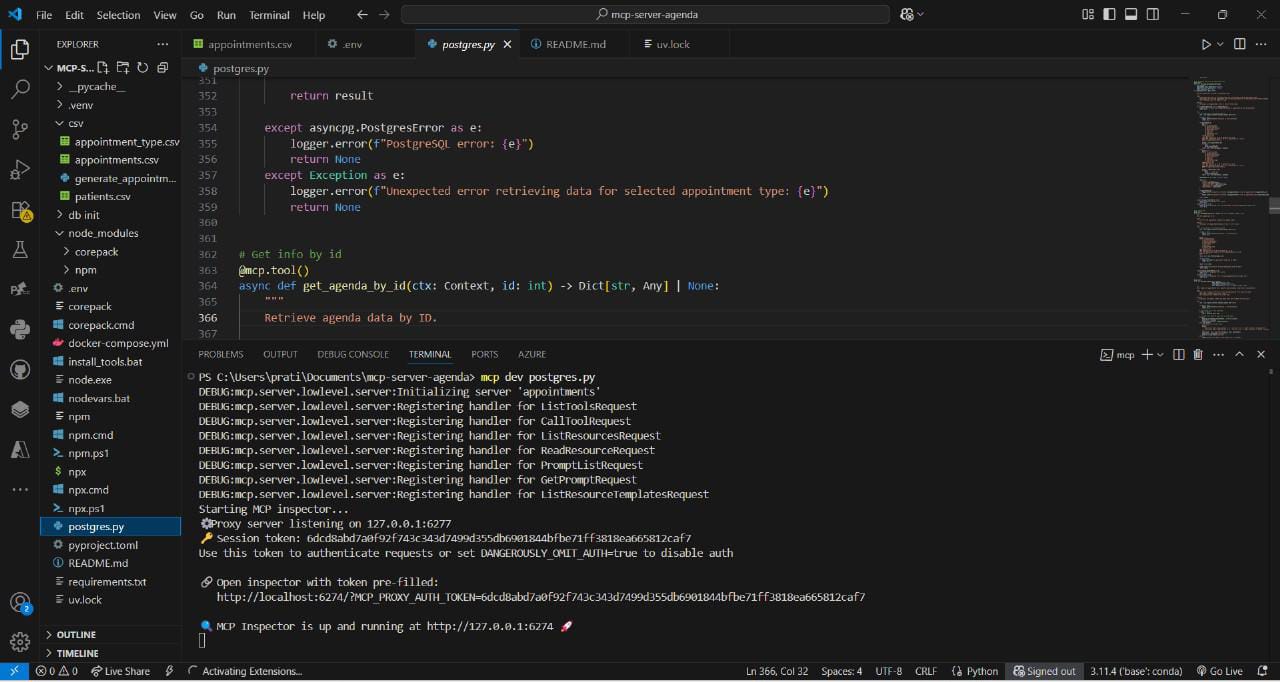 File Edit Selection View Go Run Terminal Help
mcp-server-agenda
EXPLORER
appointments.csv
.env
postgres.py
README.md
uv.lock
MCP-S...
postgres.py
__pycache__
.venv
csv
appointment_type.csv
appointments.csv
generate_appointm...
patients.csv
db init
node_modules
corepack
npm
.env
corepack
corepack.cmd
docker-compose.yml
install_tools.bat
node.exe
nodevars.bat
npm
npm.cmd
npm.ps1
npx
npx.cmd
npx.ps1
postgres.py
pyproject.toml
README.md
requirements.txt
uv.lock
OUTLINE
TIMELINE
351
352 return result
353
354 except asyncpg.PostgresError as e:
355 logger.error(f"PostgreSQL error: {e}")
356 return None
357 except Exception as e:
358 logger.error(f"Unexpected error retrieving data for selected appointment type: {e}")
359 return None
360
361
362 # Get info by id
363 @mcp.tool()
364 async def get_agenda_by_id(ctx: Context, id: int) -> Dict[str, Any] | None:
365 """
366 Retrieve agenda data by ID.
367
PROBLEMS OUTPUT DEBUG CONSOLE TERMINAL PORTS AZURE
mcp
PS C:\Users\prati\Documents\mcp-server-agenda> mcp dev postgres.py
DEBUG:mcp.server.lowlevel.server:Initializing server 'appointments'
DEBUG:mcp.server.lowlevel.server:Registering handler for ListToolsRequest
DEBUG:mcp.server.lowlevel.server:Registering handler for CallToolRequest
DEBUG:mcp.server.lowlevel.server:Registering handler for ListResourcesRequest
DEBUG:mcp.server.lowlevel.server:Registering handler for ReadResourceRequest
DEBUG:mcp.server.lowlevel.server:Registering handler for PromptListRequest
DEBUG:mcp.server.lowlevel.server:Registering handler for GetPromptRequest
DEBUG:mcp.server.lowlevel.server:Registering handler for ListResourceTemplatesRequest
Starting MCP inspector...
⚙️Proxy server listening on 127.0.0.1:6277
🔑 Session token: 6dcd8abd7a0f92f743c343d7499d355db6901844bfbe71ff3818ea665812caf7
Use this token to authenticate requests or set DANGEROUSLY_OMIT_AUTH=true to disable auth
🔗 Open inspector with token pre-filled:
http://localhost:6274/?MCP_PROXY_AUTH_TOKEN=6dcd8abd7a0f92f743c343d7499d355db6901844bfbe71ff3818ea665812caf7
🔍 MCP Inspector is up and running at http://127.0.0.1:6274 🚀
2
0 0 Live Share Activating Extensions... Ln 366, Col 32 Spaces: 4 UTF-8 CRLF Python Signed out 3.11.4 ('base': conda) Go Live